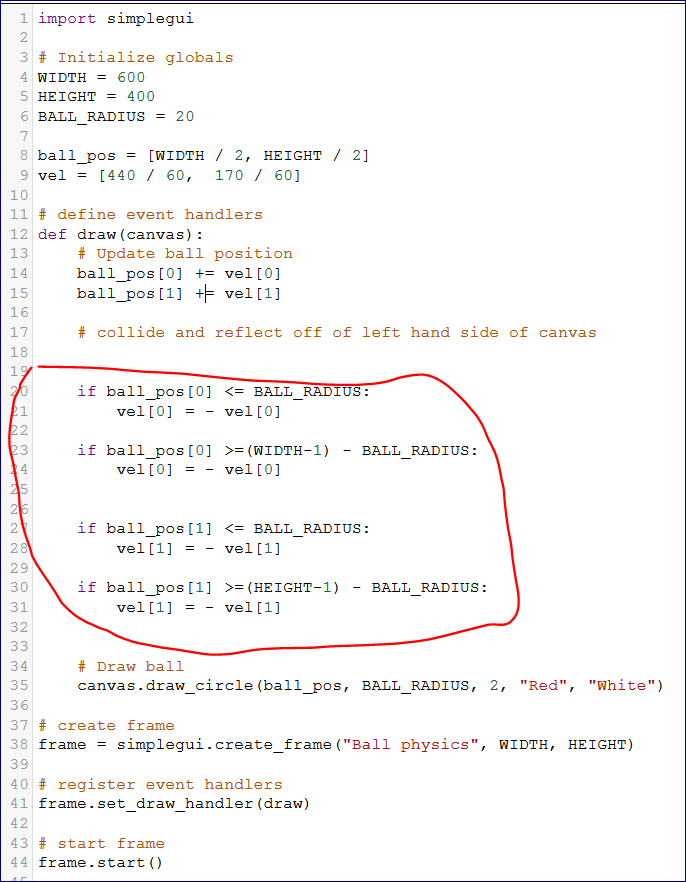 1 import simplegui
2
3 # Initialize globals
4 WIDTH = 600
5 HEIGHT = 400
6 BALL_RADIUS = 20
7
8 ball_pos = [WIDTH / 2, HEIGHT / 2]
9 vel = [440 / 60,  170 / 60]
10
11 # define event handlers
12 def draw(canvas):
13     # Update ball position
14     ball_pos[0] += vel[0]
15     ball_pos[1] += vel[1]
16
17     # collide and reflect off of left hand side of canvas
18
19
20     if ball_pos[0] <= BALL_RADIUS:
21         vel[0] = - vel[0]
22
23     if ball_pos[0] >=(WIDTH-1) - BALL_RADIUS:
24         vel[0] = - vel[0]
25
26
27     if ball_pos[1] <= BALL_RADIUS:
28         vel[1] = - vel[1]
29
30     if ball_pos[1] >=(HEIGHT-1) - BALL_RADIUS:
31         vel[1] = - vel[1]
32
33
34     # Draw ball
35     canvas.draw_circle(ball_pos, BALL_RADIUS, 2, "Red", "White")
36
37 # create frame
38 frame = simplegui.create_frame("Ball physics", WIDTH, HEIGHT)
39
40 # register event handlers
41 frame.set_draw_handler(draw)
42
43 # start frame
44 frame.start()